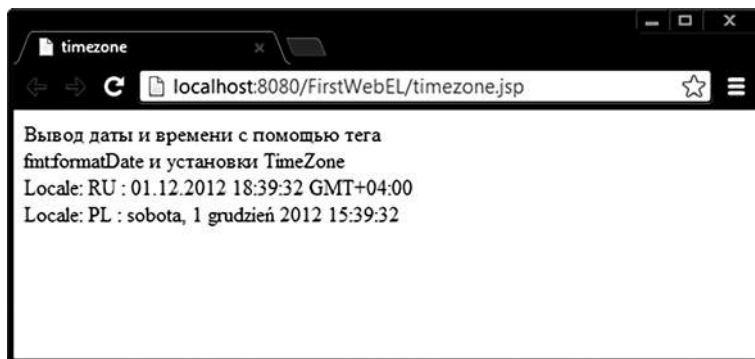 timezone
localhost:8080/FirstWebEL/timezone.jsp
Вывод даты и времени с помощью тега
fmt:formatDate и установки TimeZone
Locale: RU : 01.12.2012 18:39:32 GMT+04:00
Locale: PL : sobota, 1 grudzień 2012 15:39:32